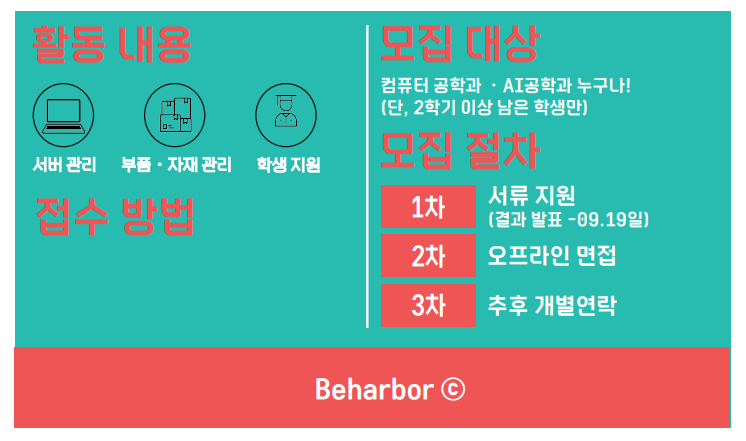 활동 내용
서버 관리
부품 · 자재 관리
학생 지원
접수 방법
모집 대상
컴퓨터 공학과 · AI공학과 누구나!
(단, 2학기 이상 남은 학생만)
모집 절차
1차
서류 지원
(결과 발표 -09.19일)
2차
오프라인 면접
3차
추후 개별연락
Beharbor ⓒ